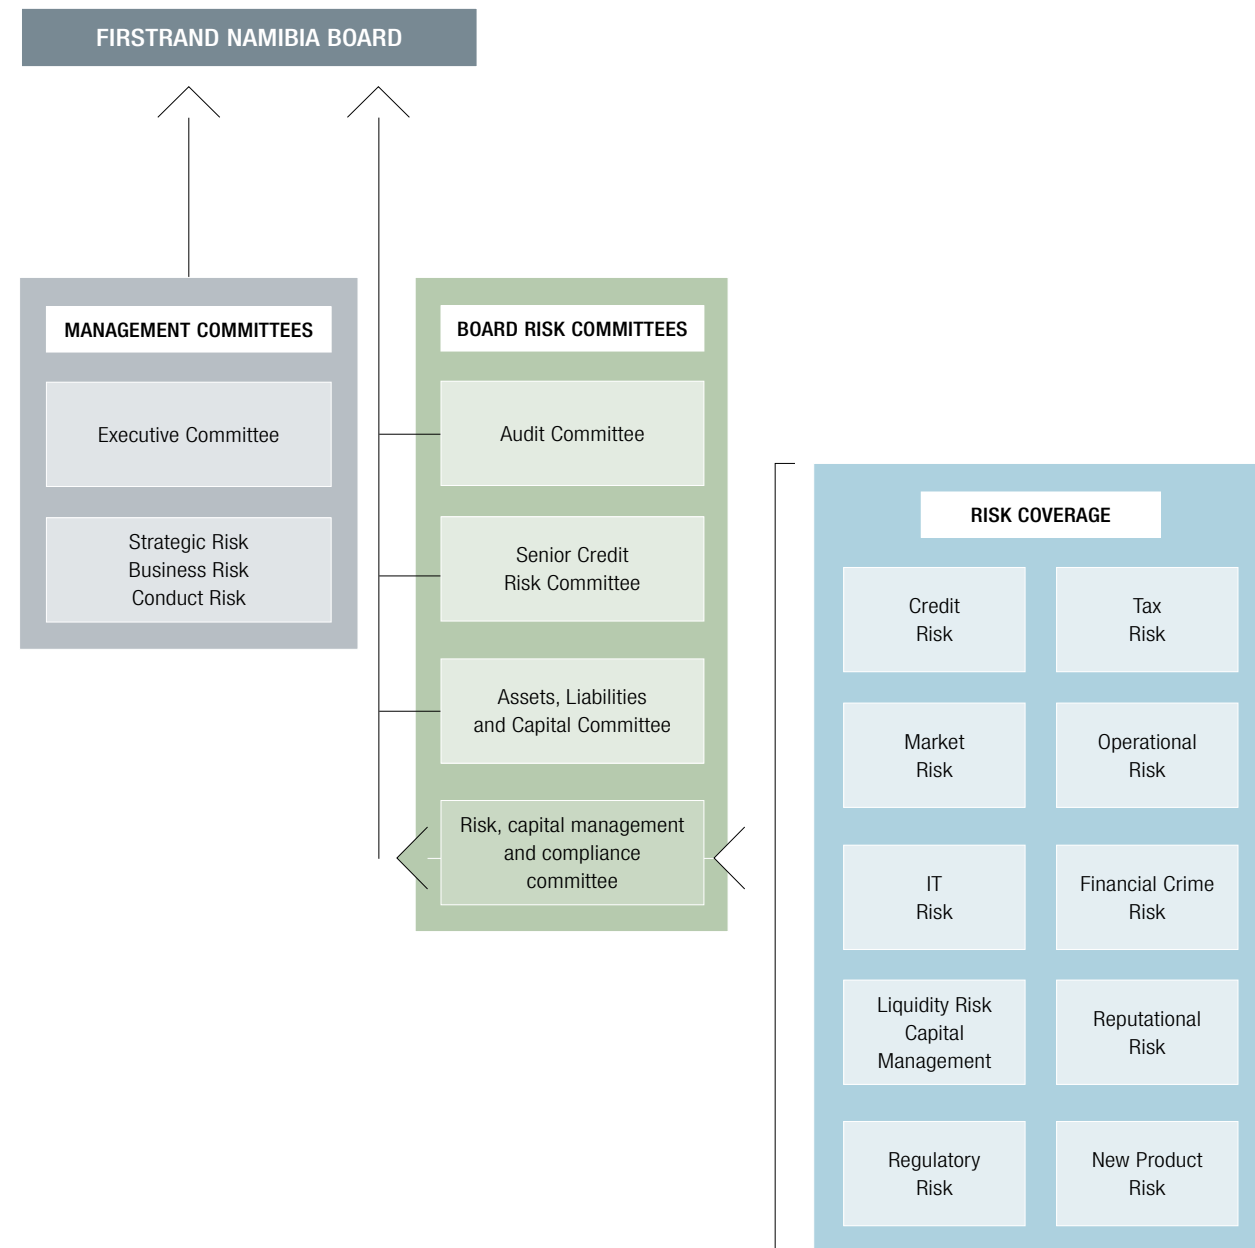 FIRSTRAND NAMIBIA BOARD
MANAGEMENT COMMITTEES
Executive Committee
Strategic Risk
Business Risk
Conduct Risk
BOARD RISK COMMITTEES
Audit Committee
Senior Credit
Risk Committee
Assets, Liabilities
and Capital Committee
Risk, capital management
and compliance
committee
RISK COVERAGE
Credit
Risk
Tax
Risk
Market
Risk
Operational
Risk
IT
Risk
Financial Crime
Risk
Liquidity Risk
Capital
Management
Reputational
Risk
Regulatory
Risk
New Product
Risk